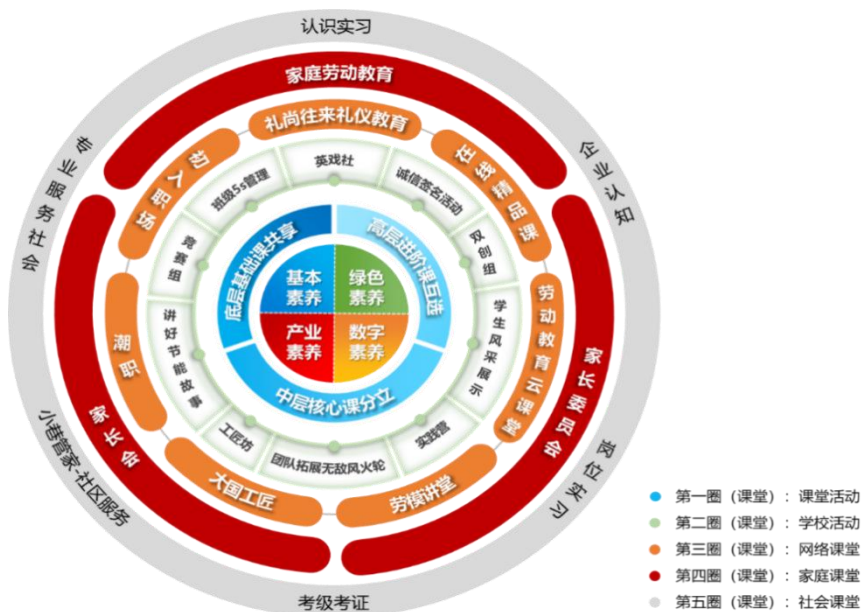 认识实习
企业认知
岗位实习
考级考证
小巷管家-社区服务
专业服务社会
家庭劳动教育
家长委员会
家长会
礼尚往来礼仪教育
在线精品课
劳动教育云课堂
劳模讲堂
大国工匠
潮职
初入职场
英戏社
诚信签名活动
双创组
学生风采展示
实践营
团队拓展无敌风火轮
工匠坊
讲好节能故事
竞赛组
班级5s管理
底层基础课共享
高层进阶课互选
中层核心课分立
基本
素养
绿色
素养
产业
素养
数字
素养
第一圈（课堂）：课堂活动
第二圈（课堂）：学校活动
第三圈（课堂）：网络课堂
第四圈（课堂）：家庭课堂
第五圈（课堂）：社会课堂